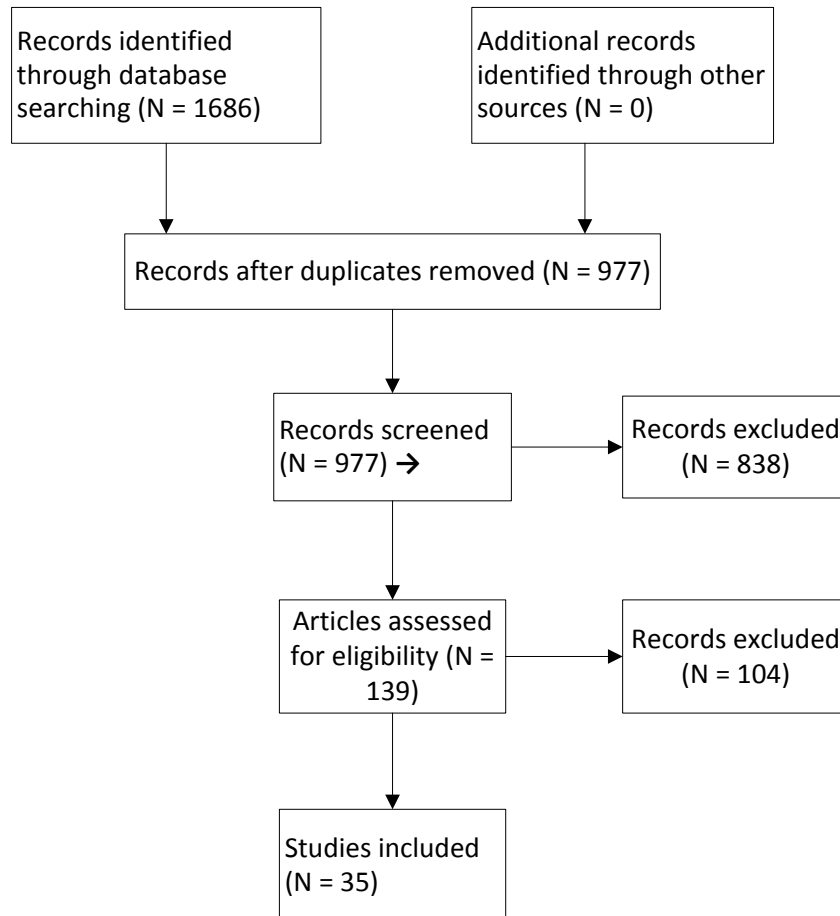 Records identified
through database
searching (N = 1686)
Additional records
identified through other
sources (N = 0)
Records after duplicates removed (N = 977)
Records screened
(N = 977) →
Records excluded
(N = 838)
Articles assessed
for eligibility (N =
139)
Records excluded
(N = 104)
Studies included
(N = 35)